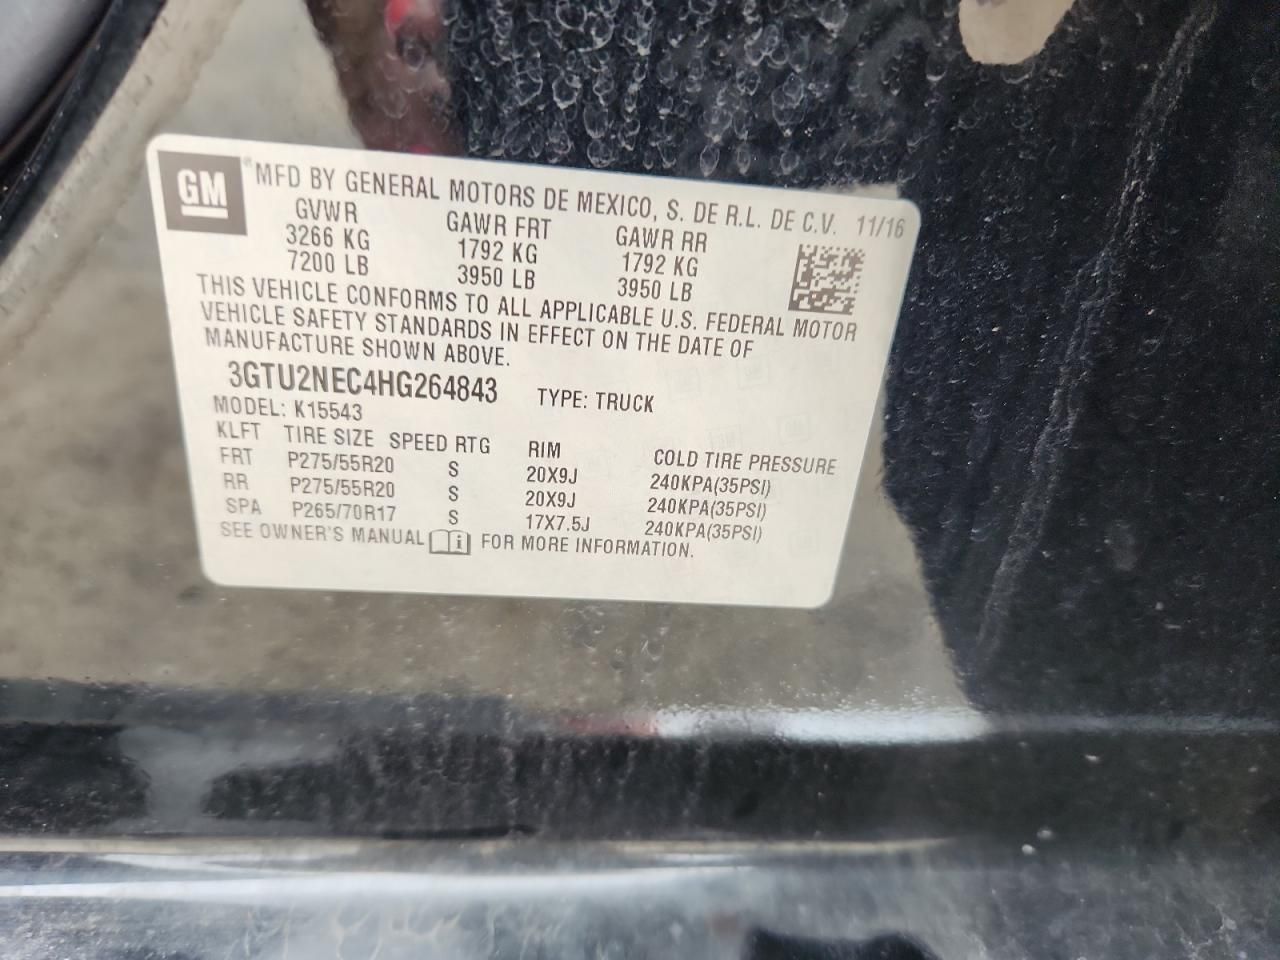 GM ® MFD BY GENERAL MOTORS DE MEXICO, S. DE R.L. DE C.V. 11/16
GVWR GAWR FRT GAWR RR
3266 KG 1792 KG 1792 KG
7200 LB 3950 LB 3950 LB
THIS VEHICLE CONFORMS TO ALL APPLICABLE U.S. FEDERAL MOTOR
VEHICLE SAFETY STANDARDS IN EFFECT ON THE DATE OF
MANUFACTURE SHOWN ABOVE.
3GTU2NEC4HG264843 TYPE: TRUCK
MODEL: K15543
KLFT TIRE SIZE SPEED RTG RIM COLD TIRE PRESSURE
FRT P275/55R20 S 20X9J 240KPA(35PSI)
RR P275/55R20 S 20X9J 240KPA(35PSI)
SPA P265/70R17 S 17X7.5J 240KPA(35PSI)
SEE OWNER'S MANUAL i FOR MORE INFORMATION.